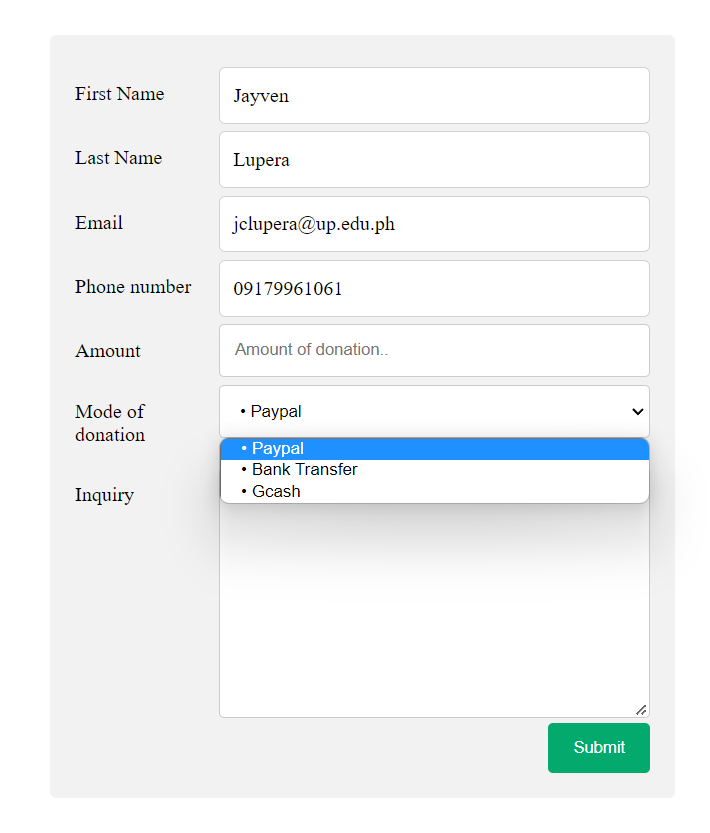 First Name
Jayven
Last Name
Lupera
Email
jclupera@up.edu.ph
Phone number
09179961061
Amount
Amount of donation..
Mode of
donation
• Paypal
• Paypal
• Bank Transfer
• Gcash
Inquiry
Submit